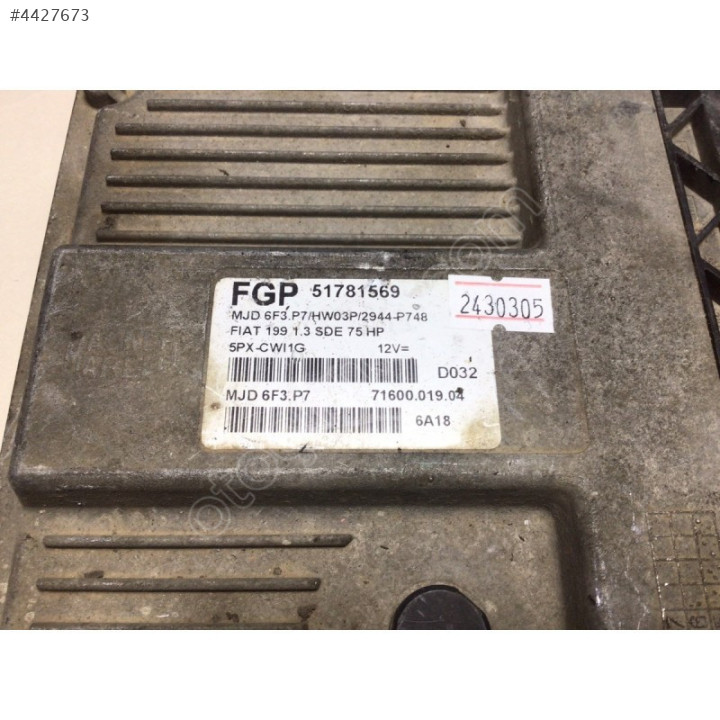 #4427673
FGP 51781569
2430305
MJD 6F3.P7/HW03P/2944-P748
FIAT 199 1.3 SDE 75 HP
5PX-CWI1G 12V=
D032
MJD 6F3.P7 71600.019.04
6A18